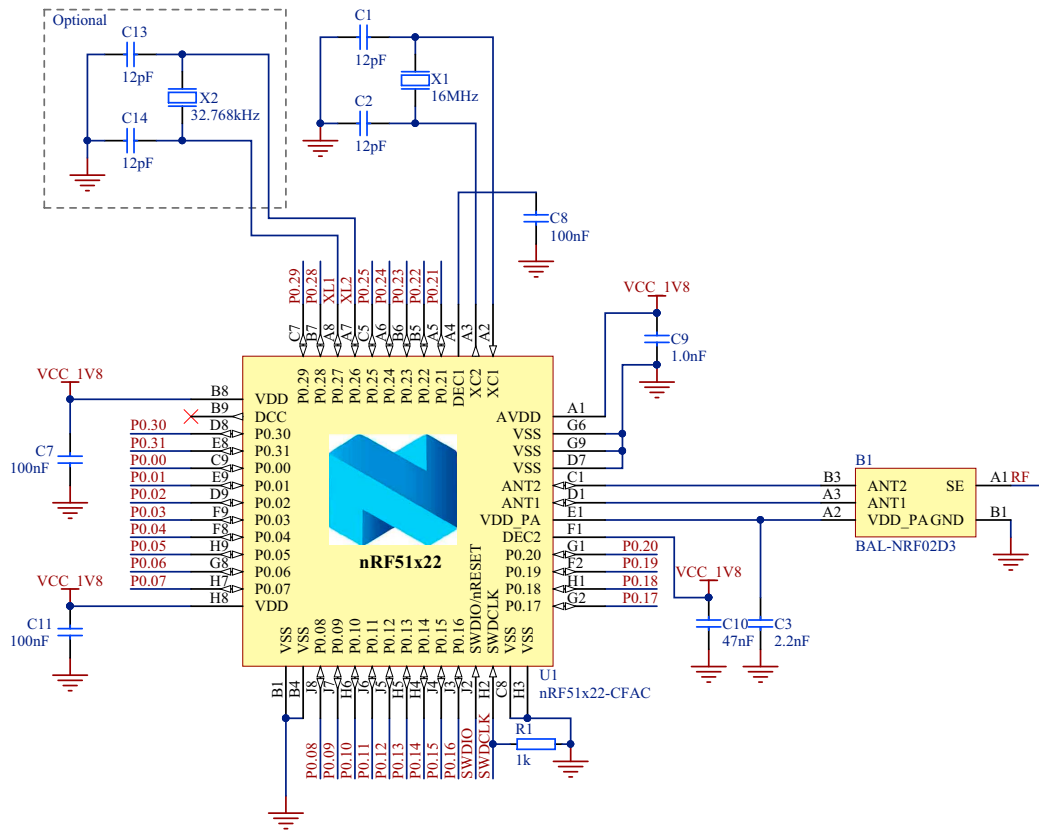 Optional
C13
12pF
X2
32.768kHz
C14
12pF
C1
12pF
X1
16MHz
C2
12pF
C8
100nF
P0.29
P0.28
XL1
XL2
P0.25
P0.24
P0.23
P0.22
P0.21
C7
B7
A8
A7
C5
A6
B6
B5
A5
A4
A3
A2
P0.29
P0.28
P0.27
P0.26
P0.25
P0.24
P0.23
P0.22
P0.21
DEC1
XC2
XC1
VCC_1V8
C9
1.0nF
VCC_1V8
C7
100nF
VCC_1V8
C11
100nF
B8 VDD
B9 DCC
P0.30 D8 P0.30
P0.31 E8 P0.31
P0.00 C9 P0.00
P0.01 E9 P0.01
P0.02 D9 P0.02
P0.03 F9 P0.03
P0.04 F8 P0.04
P0.05 H9 P0.05
P0.06 G8 P0.06
P0.07 H7 P0.07
H8 VDD
nRF51x22
AVDD A1
VSS G6
VSS G9
VSS D7
ANT2 C1
ANT1 D1
VDD_PA E1
DEC2 F1
P0.20 G1 P0.20
P0.19 F2 P0.19
P0.18 H1 P0.18
P0.17 G2 P0.17
B1
B3 ANT2 SE A1 RF
A3 ANT1
A2 VDD_PA GND B1
BAL-NRF02D3
VCC_1V8
C10
47nF
C3
2.2nF
VSS
VSS
P0.08
P0.09
P0.10
P0.11
P0.12
P0.13
P0.14
P0.15
P0.16
SWDIO/nRESET
SWDCLK
VSS
VSS
U1
nRF51x22-CFAC
B1
B4
J8
J7
H6
J6
J5
H5
H4
J4
J3
J2
H2
C8
H3
P0.08
P0.09
P0.10
P0.11
P0.12
P0.13
P0.14
P0.15
P0.16
SWDIO
SWDCLK
R1
1k